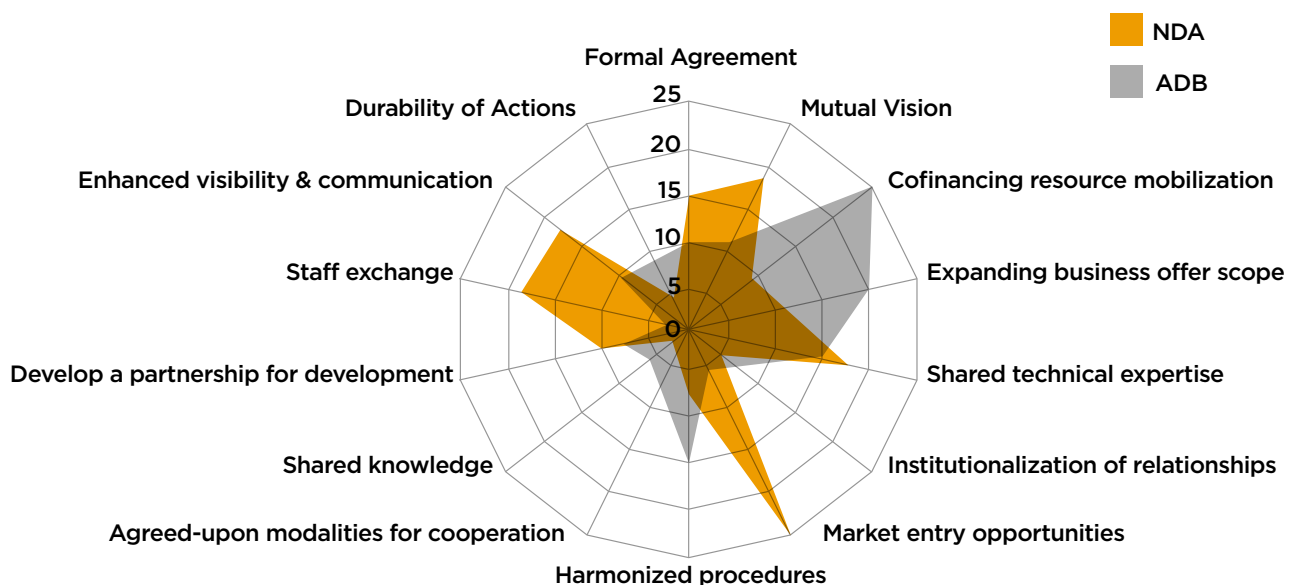 NDA
ADB
Formal Agreement
Mutual Vision
Cofinancing resource mobilization
Expanding business offer scope
Shared technical expertise
Institutionalization of relationships
Market entry opportunities
Harmonized procedures
Agreed-upon modalities for cooperation
Shared knowledge
Develop a partnership for development
Staff exchange
Enhanced visibility & communication
Durability of Actions
25
20
15
10
5
0